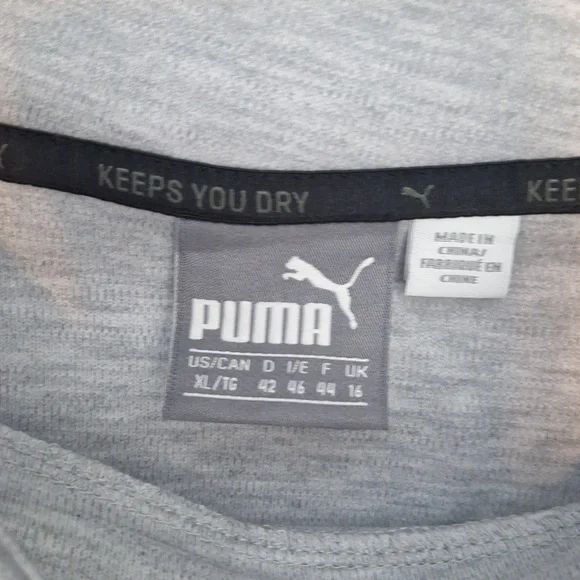 KEEPS YOU DRY
KEE
MADE IN
CHINA/
FABRIQUÉ EN
CHINE
PUMA
US/CAN D I/E F UK
XL/TG 42 46 44 16